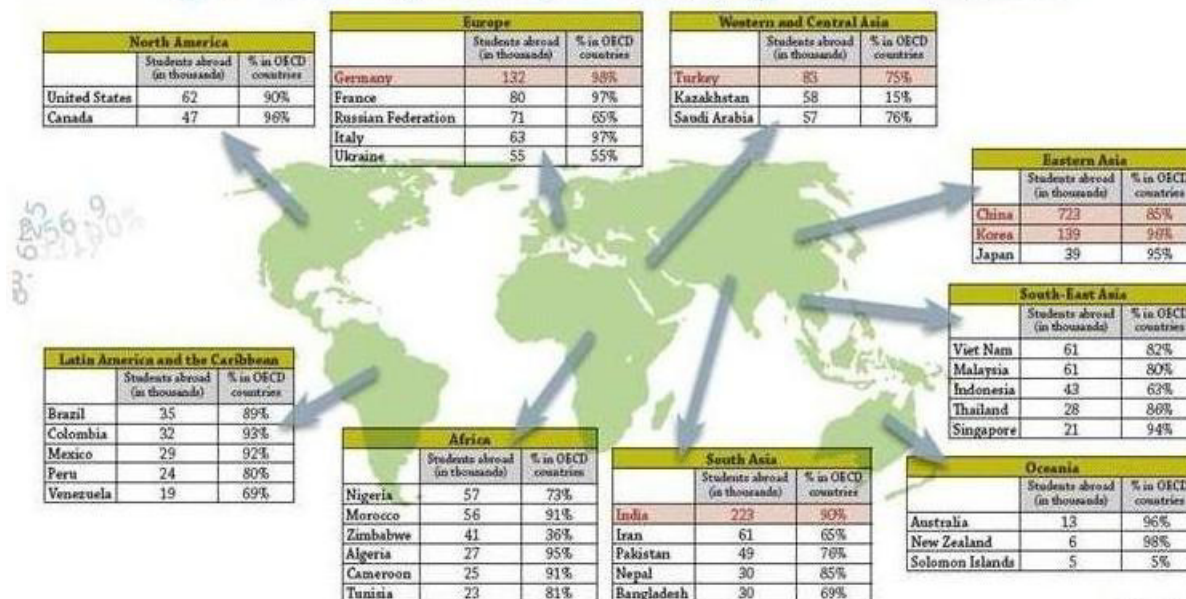 North America
Students abroad (in thousands) % in OECD countries
United States 62 90%
Canada 47 96%
Europe
Students abroad (in thousands) % in OECD countries
Germany 132 98%
France 80 97%
Russian Federation 71 65%
Italy 63 97%
Ukraine 55 55%
Western and Central Asia
Students abroad (in thousands) % in OECD countries
Turkey 83 75%
Kazakhstan 58 15%
Saudi Arabia 57 76%
Eastern Asia
Students abroad (in thousands) % in OECD countries
China 723 85%
Korea 139 96%
Japan 39 95%
South-East Asia
Students abroad (in thousands) % in OECD countries
Viet Nam 61 82%
Malaysia 61 80%
Indonesia 43 63%
Thailand 28 86%
Singapore 21 94%
Latin America and the Caribbean
Students abroad (in thousands) % in OECD countries
Brazil 35 89%
Colombia 32 93%
Mexico 29 92%
Peru 24 80%
Venezuela 19 69%
Africa
Students abroad (in thousands) % in OECD countries
Nigeria 57 73%
Morocco 56 91%
Zimbabwe 41 36%
Algeria 27 95%
Cameroon 25 91%
Tunisia 23 81%
South Asia
Students abroad (in thousands) % in OECD countries
India 223 90%
Iran 61 65%
Pakistan 49 76%
Nepal 30 85%
Bangladesh 30 69%
Oceania
Students abroad (in thousands) % in OECD countries
Australia 13 96%
New Zealand 6 98%
Solomon Islands 5 5%